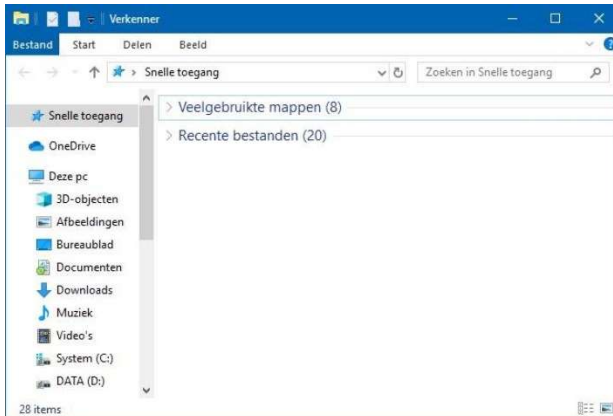 Verkenner
Bestand Start Delen Beeld
Snelle toegang Zoeken in Snelle toegang
Snelle toegang
OneDrive
Deze pc
3D-objecten
Afbeeldingen
Bureaublad
Documenten
Downloads
Muziek
Video's
System (C:)
DATA (D:)
Veelgebruikte mappen (8)
Recente bestanden (20)
28 items